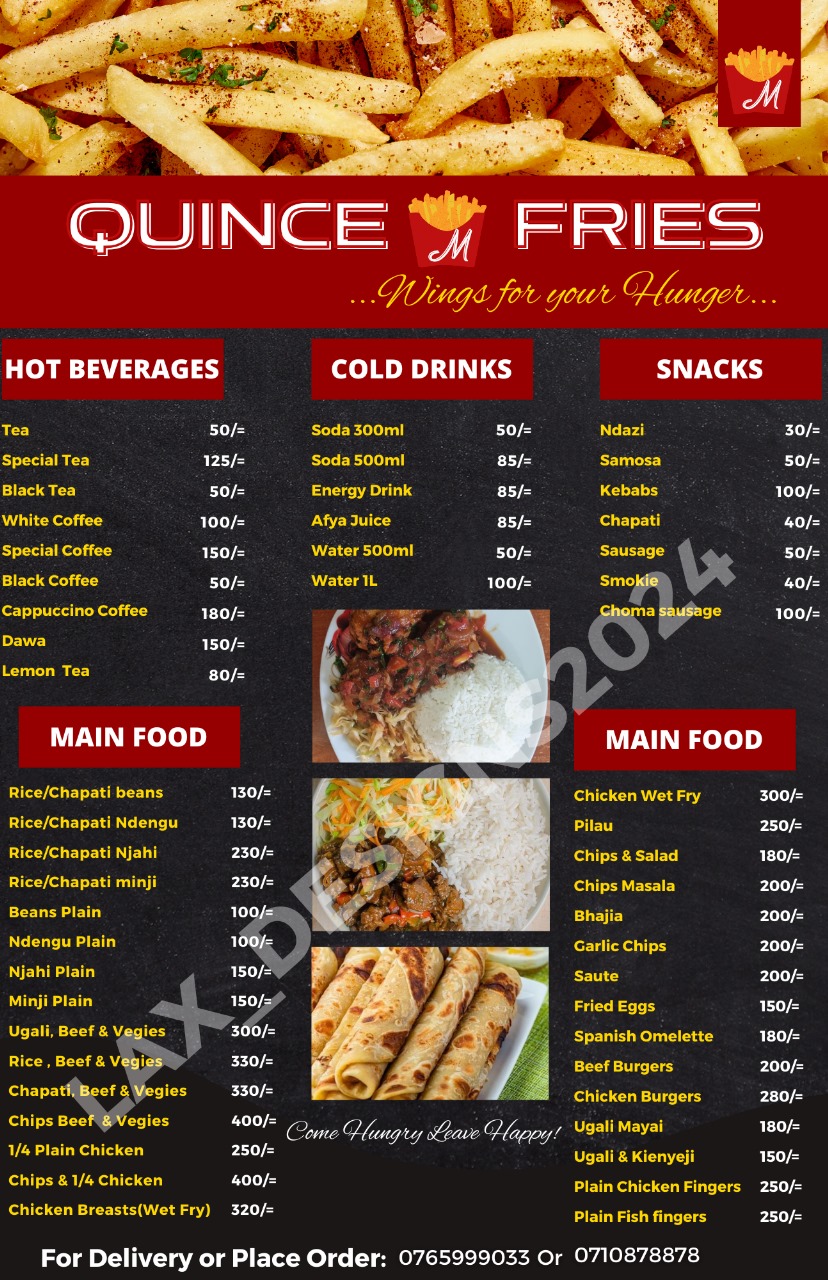 M
QUINCE M FRIES
...Wings for your Hunger...
HOT BEVERAGES
Tea 50/=
Special Tea 125/=
Black Tea 50/=
White Coffee 100/=
Special Coffee 150/=
Black Coffee 50/=
Cappuccino Coffee 180/=
Dawa 150/=
Lemon Tea 80/=
COLD DRINKS
Soda 300ml 50/=
Soda 500ml 85/=
Energy Drink 85/=
Afya Juice 85/=
Water 500ml 50/=
Water 1L 100/=
SNACKS
Ndazi 30/=
Samosa 50/=
Kebabs 100/=
Chapati 40/=
Sausage 50/=
Smokie 40/=
Choma sausage 100/=
MAIN FOOD
Rice/Chapati beans 130/=
Rice/Chapati Ndengu 130/=
Rice/Chapati Njahi 230/=
Rice/Chapati minji 230/=
Beans Plain 100/=
Ndengu Plain 100/=
Njahi Plain 150/=
Minji Plain 150/=
Ugali, Beef & Vegies 300/=
Rice , Beef & Vegies 330/=
Chapati, Beef & Vegies 330/=
Chips Beef & Vegies 400/=
1/4 Plain Chicken 250/=
Chips & 1/4 Chicken 400/=
Chicken Breasts(Wet Fry) 320/=
Come Hungry Leave Happy!
MAIN FOOD
Chicken Wet Fry 300/=
Pilau 250/=
Chips & Salad 180/=
Chips Masala 200/=
Bhajia 200/=
Garlic Chips 200/=
Saute 200/=
Fried Eggs 150/=
Spanish Omelette 180/=
Beef Burgers 200/=
Chicken Burgers 280/=
Ugali Mayai 180/=
Ugali & Kienyeji 150/=
Plain Chicken Fingers 250/=
Plain Fish fingers 250/=
LAX_DESIGNS2024
For Delivery or Place Order: 0765999033 Or 0710878878